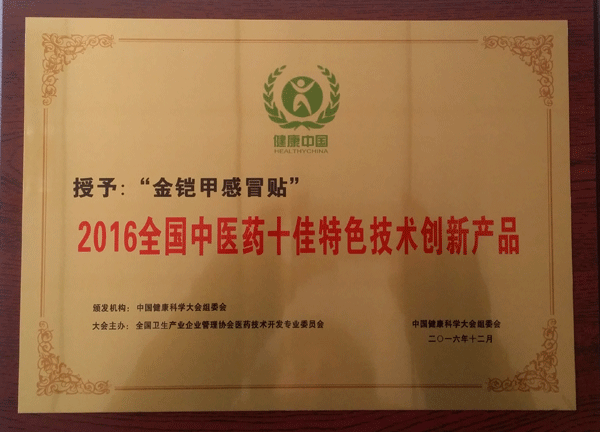 健康中国
HEALTHYCHINA
授予：“金铠甲感冒贴”
2016全国中医药十佳特色技术创新产品
颁发机构：中国健康科学大会组委会
大会主办：全国卫生产业企业管理协会医药技术开发专业委员会
中国健康科学大会组委会
二〇一六年十二月